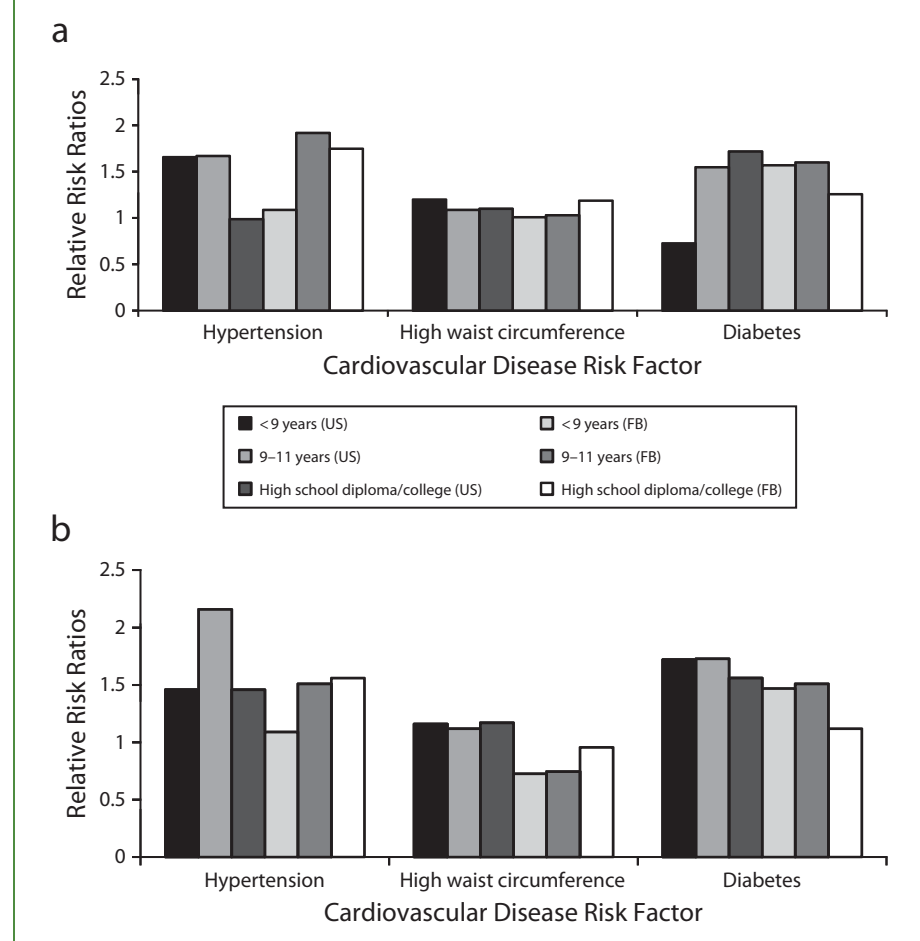 a
Relative Risk Ratios
2.5
2
1.5
1
0.5
0
Hypertension High waist circumference Diabetes
Cardiovascular Disease Risk Factor
<9 years (US) <9 years (FB)
9–11 years (US) 9–11 years (FB)
High school diploma/college (US) High school diploma/college (FB)
b
Relative Risk Ratios
2.5
2
1.5
1
0.5
0
Hypertension High waist circumference Diabetes
Cardiovascular Disease Risk Factor